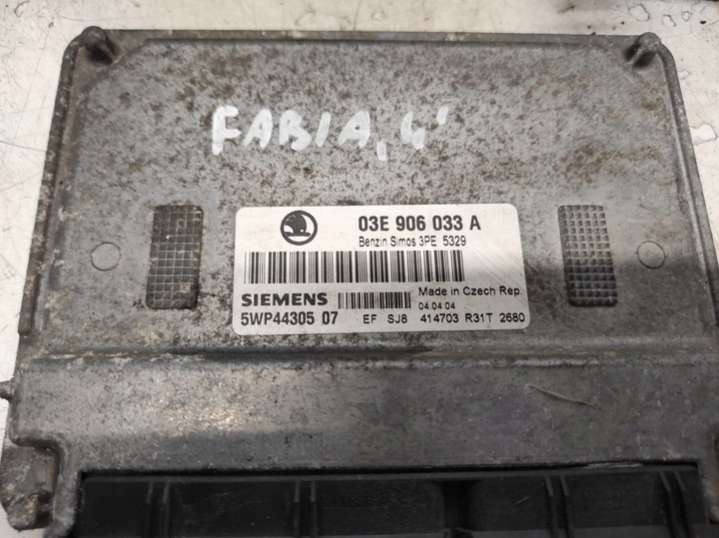 FABIA, 4'
03E 906 033 A
Benzin Simos 3PE 5329
Made in Czech Rep.
SIEMENS 04 04 04
5WP44305 07 EF SJ8 414703 R31T 2680